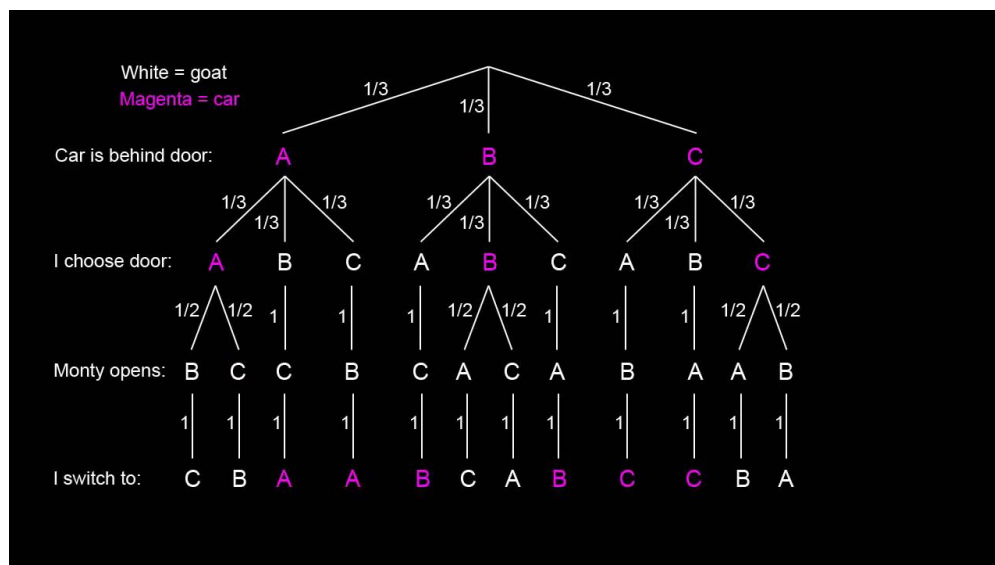 White = goat
Magenta = car
1/3 1/3 1/3
Car is behind door: A B C
1/3 1/3 1/3 1/3 1/3 1/3 1/3 1/3 1/3
I choose door: A B C A B C A B C
1/2 1/2 1 1 1 1/2 1/2 1 1 1 1/2 1/2
Monty opens: B C C B C A C A B A A B
1 1 1 1 1 1 1 1 1 1 1 1
I switch to: C B A A B C A B C C B A